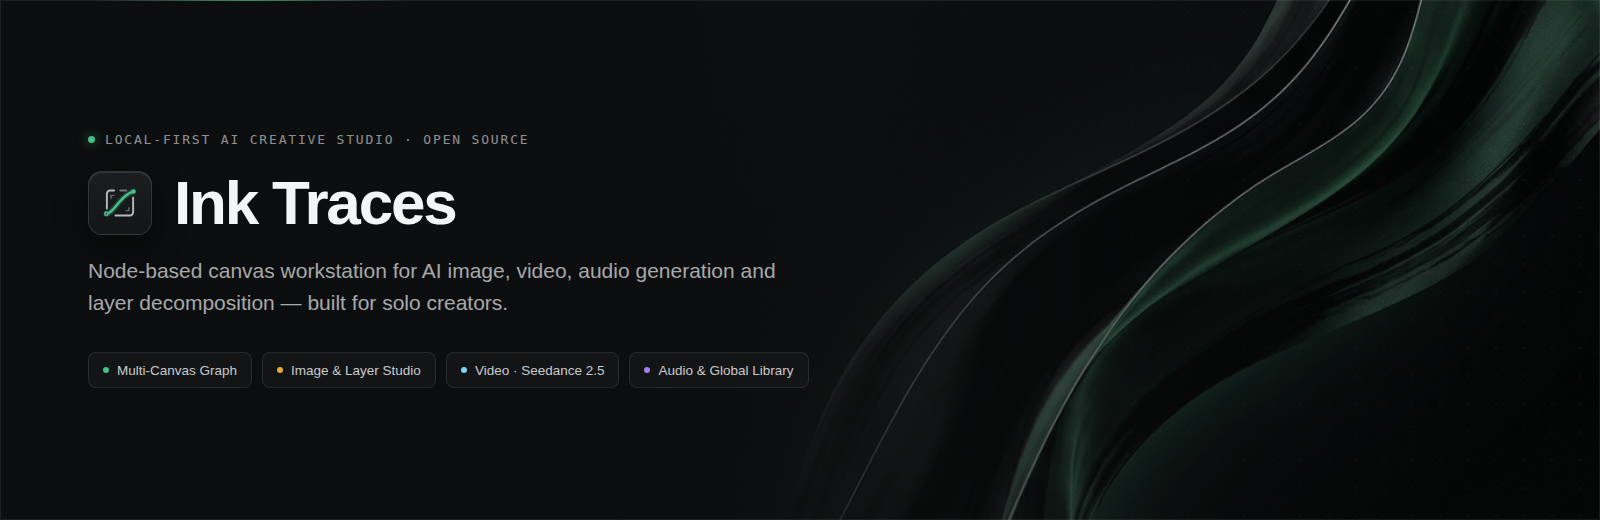 LOCAL-FIRST AI CREATIVE STUDIO · OPEN SOURCE
Ink Traces
Node-based canvas workstation for AI image, video, audio generation and
layer decomposition — built for solo creators.
Multi-Canvas Graph
Image & Layer Studio
Video · Seedance 2.5
Audio & Global Library